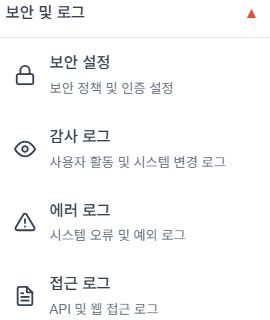 보안 및 로그
보안 설정
보안 정책 및 인증 설정
감사 로그
사용자 활동 및 시스템 변경 로그
에러 로그
시스템 오류 및 예외 로그
접근 로그
API 및 웹 접근 로그